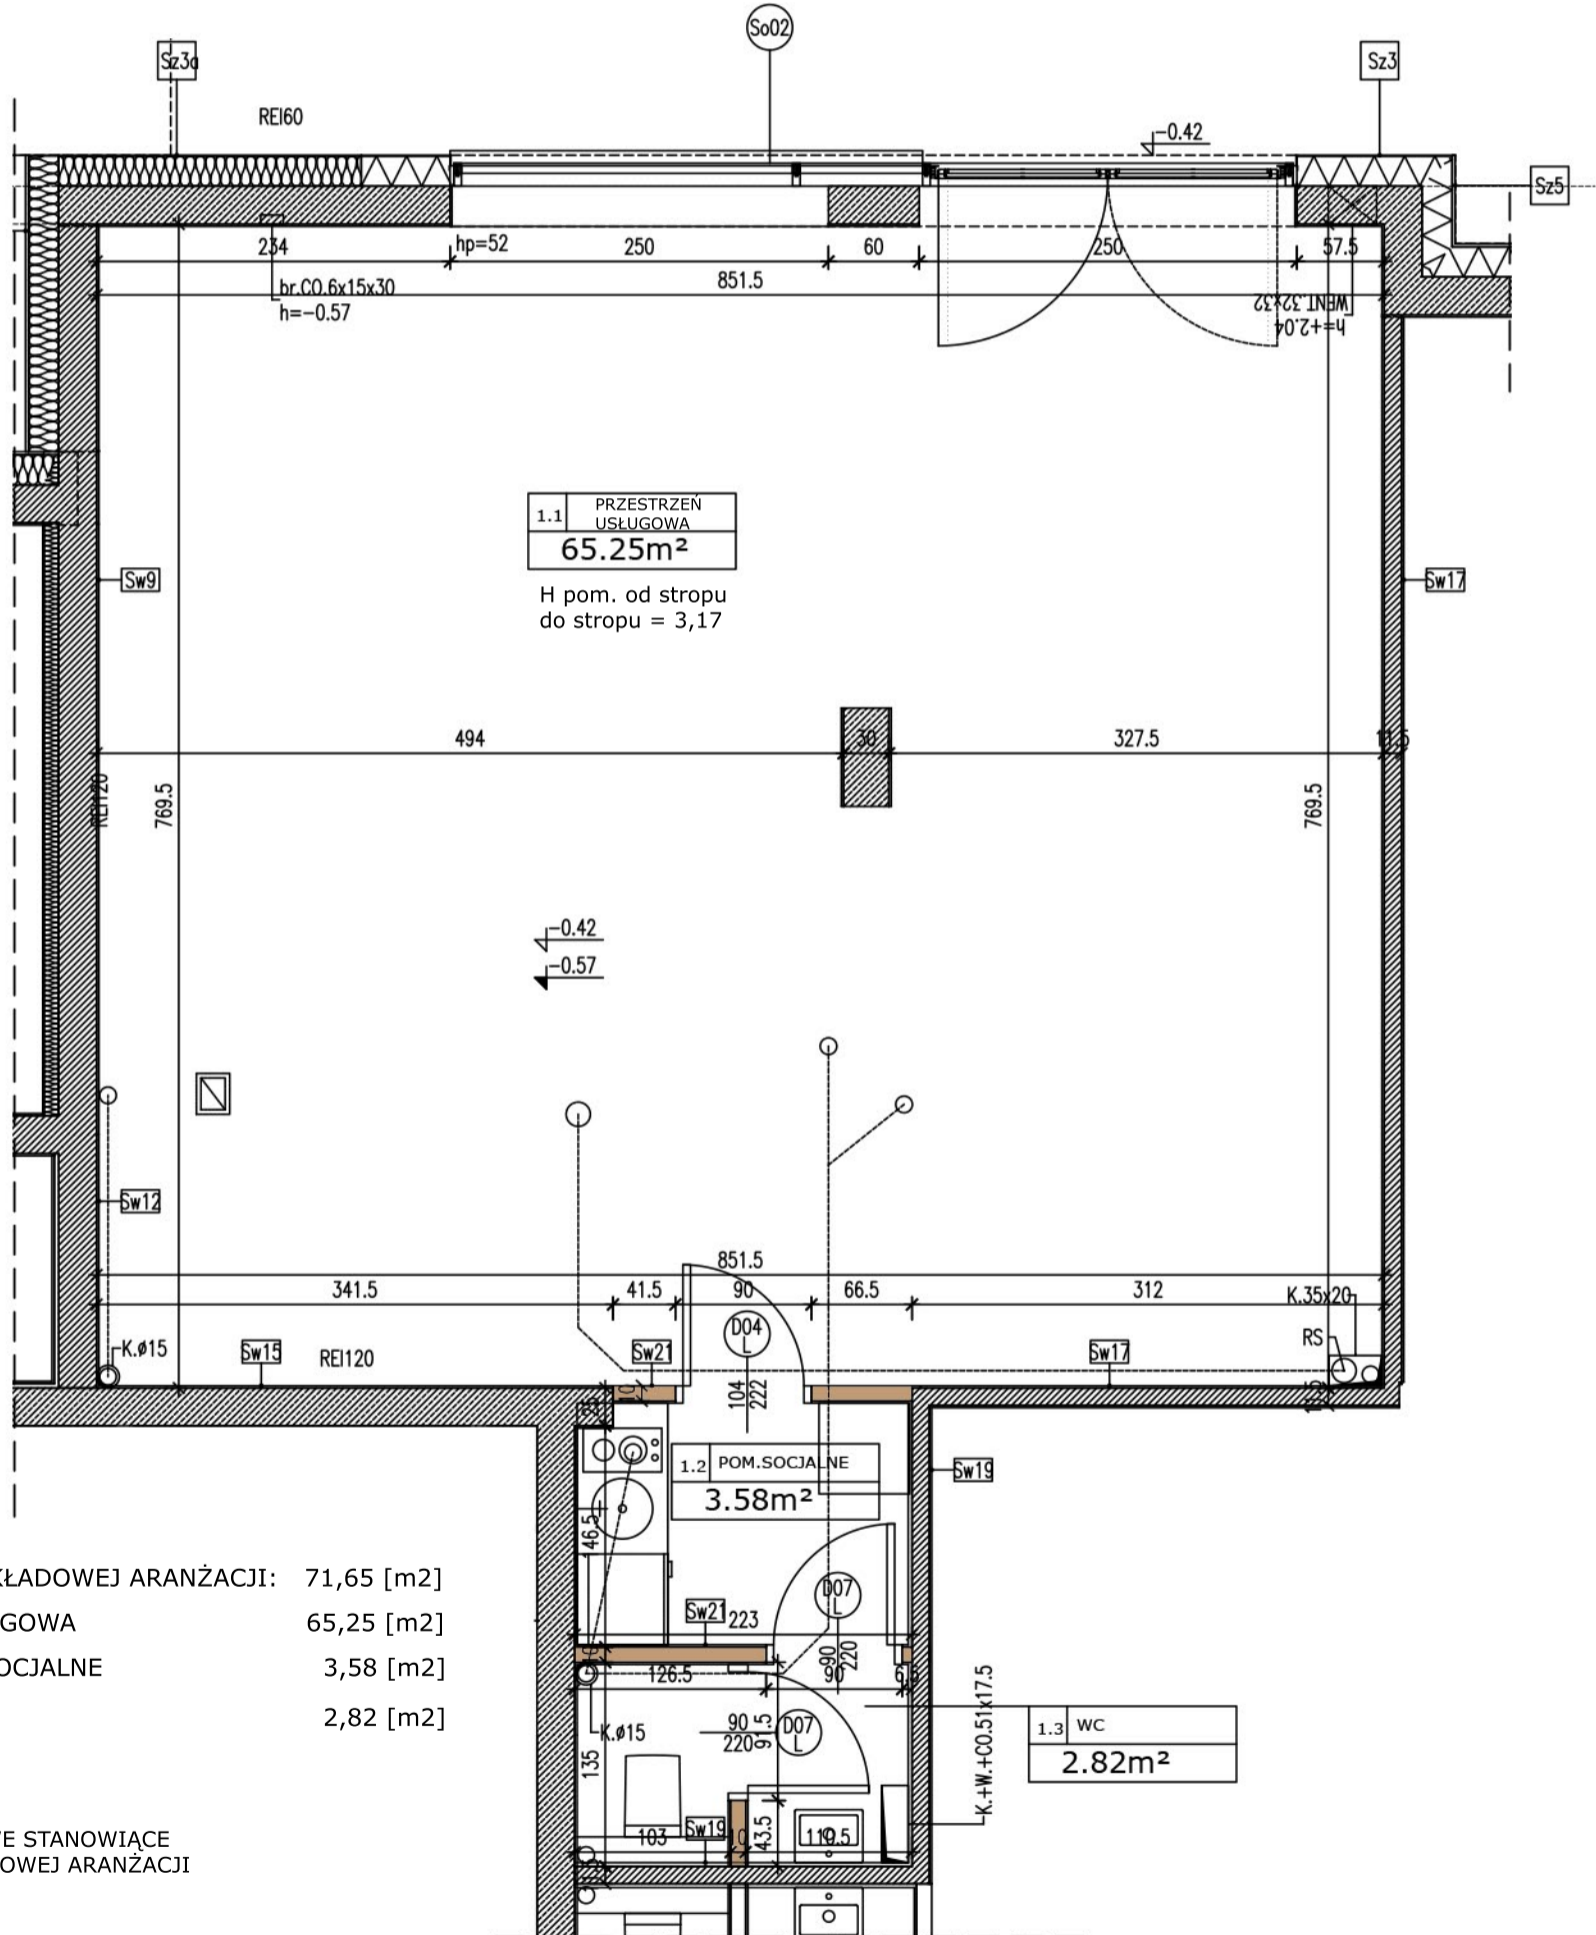 So02
Sz3a
Sz3
REI60
-0.42
Sz5
234
hp=52
250
60
250
57.5
851.5
br.CO.6x15x30
h=-0.57
WENT.32x32
h=+2.04
1.1
PRZESTRZEŃ
USŁUGOWA
65.25m²
H pom. od stropu
do stropu = 3,17
Sw9
Sw17
494
30
327.5
11.5
REI120
769.5
769.5
-0.42
-0.57
Sw12
851.5
341.5
41.5
90
66.5
312
K.35x20
K.ø15
Sw15
REI120
Sw21
D04
L
Sw17
RS
104
222
10
25
1.2
POM.SOCJALNE
3.58m²
Sw19
146.5
KŁADOWEJ ARANŻACJI: 71,65 [m2]
GOWA 65,25 [m2]
OCJALNE 3,58 [m2]
2,82 [m2]
D07
L
Sw21
223
90
220
10
126.5
90
6.5
K.ø15
90
220
91.5
D07
L
K.+W.+CO.51x17.5
1.3
WC
2.82m²
135
Sw19
103
10
43.5
110.5
E STANOWIĄCE
OWEJ ARANŻACJI